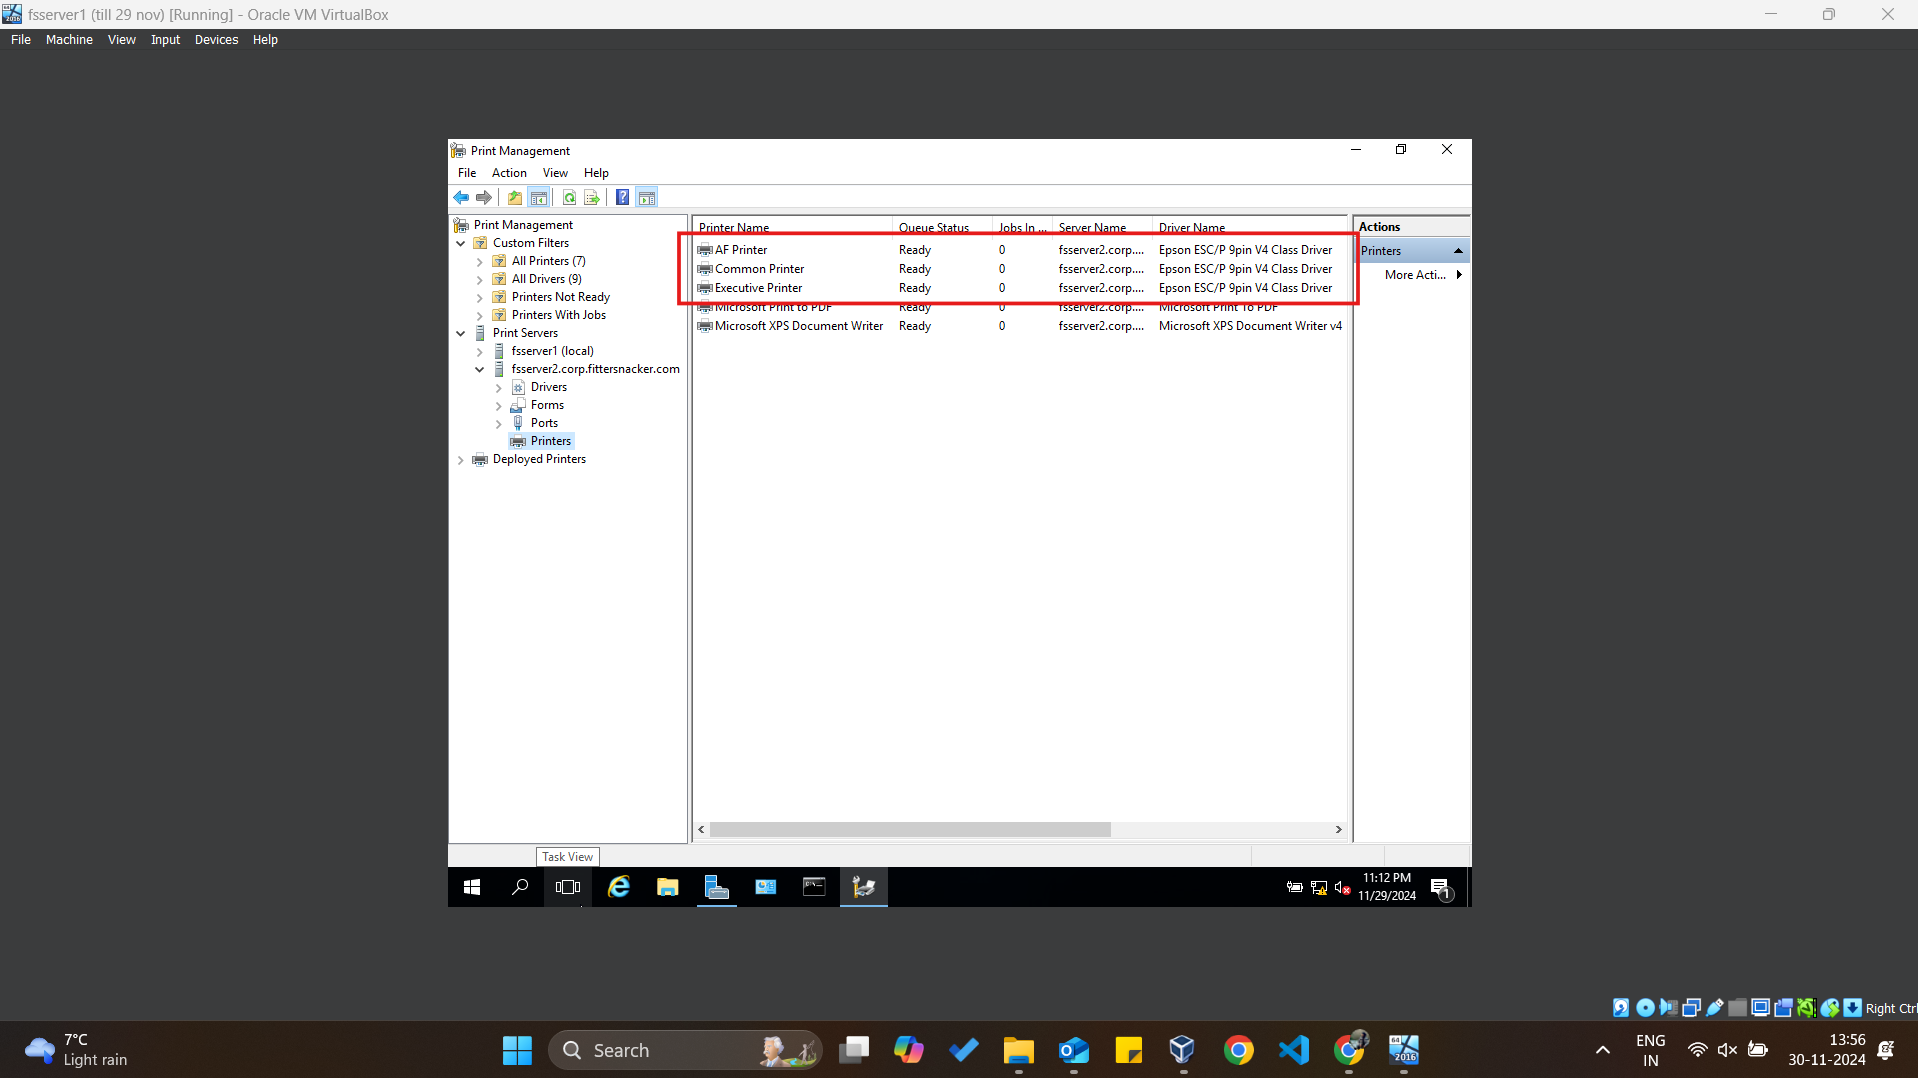 fsserver1 (till 29 nov) [Running] - Oracle VM VirtualBox
File Machine View Input Devices Help
Print Management
File Action View Help
Print Management
Custom Filters
All Printers (7)
All Drivers (9)
Printers Not Ready
Printers With Jobs
Print Servers
fsserver1 (local)
fsserver2.corp.fittersnacker.com
Drivers
Forms
Ports
Printers
Deployed Printers
Printer Name Queue Status Jobs In ... Server Name Driver Name
AF Printer Ready 0 fsserver2.corp.... Epson ESC/P 9pin V4 Class Driver
Common Printer Ready 0 fsserver2.corp.... Epson ESC/P 9pin V4 Class Driver
Executive Printer Ready 0 fsserver2.corp.... Epson ESC/P 9pin V4 Class Driver
Microsoft Print to PDF Ready 0 fsserver2.corp.... Microsoft Print To PDF
Microsoft XPS Document Writer Ready 0 fsserver2.corp.... Microsoft XPS Document Writer v4
Actions
Printers
More Acti...
Task View
11:12 PM
11/29/2024
1
Right Ctrl
7°C
Light rain
Search
64
2016
ENG
IN
13:56
30-11-2024